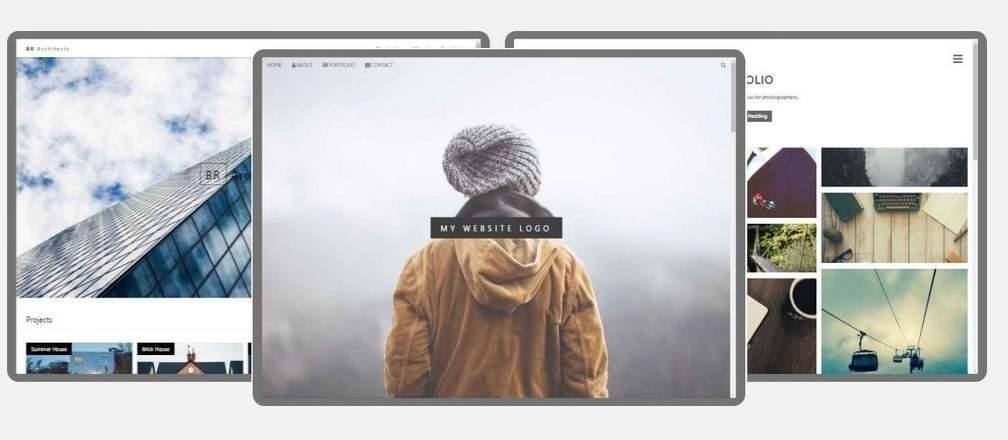 BR Architects
BR
Projects
Summer House
Brick House
HOME ABOUT PORTFOLIO CONTACT
MY WEBSITE LOGO
OLIO
for photographers.
Padding